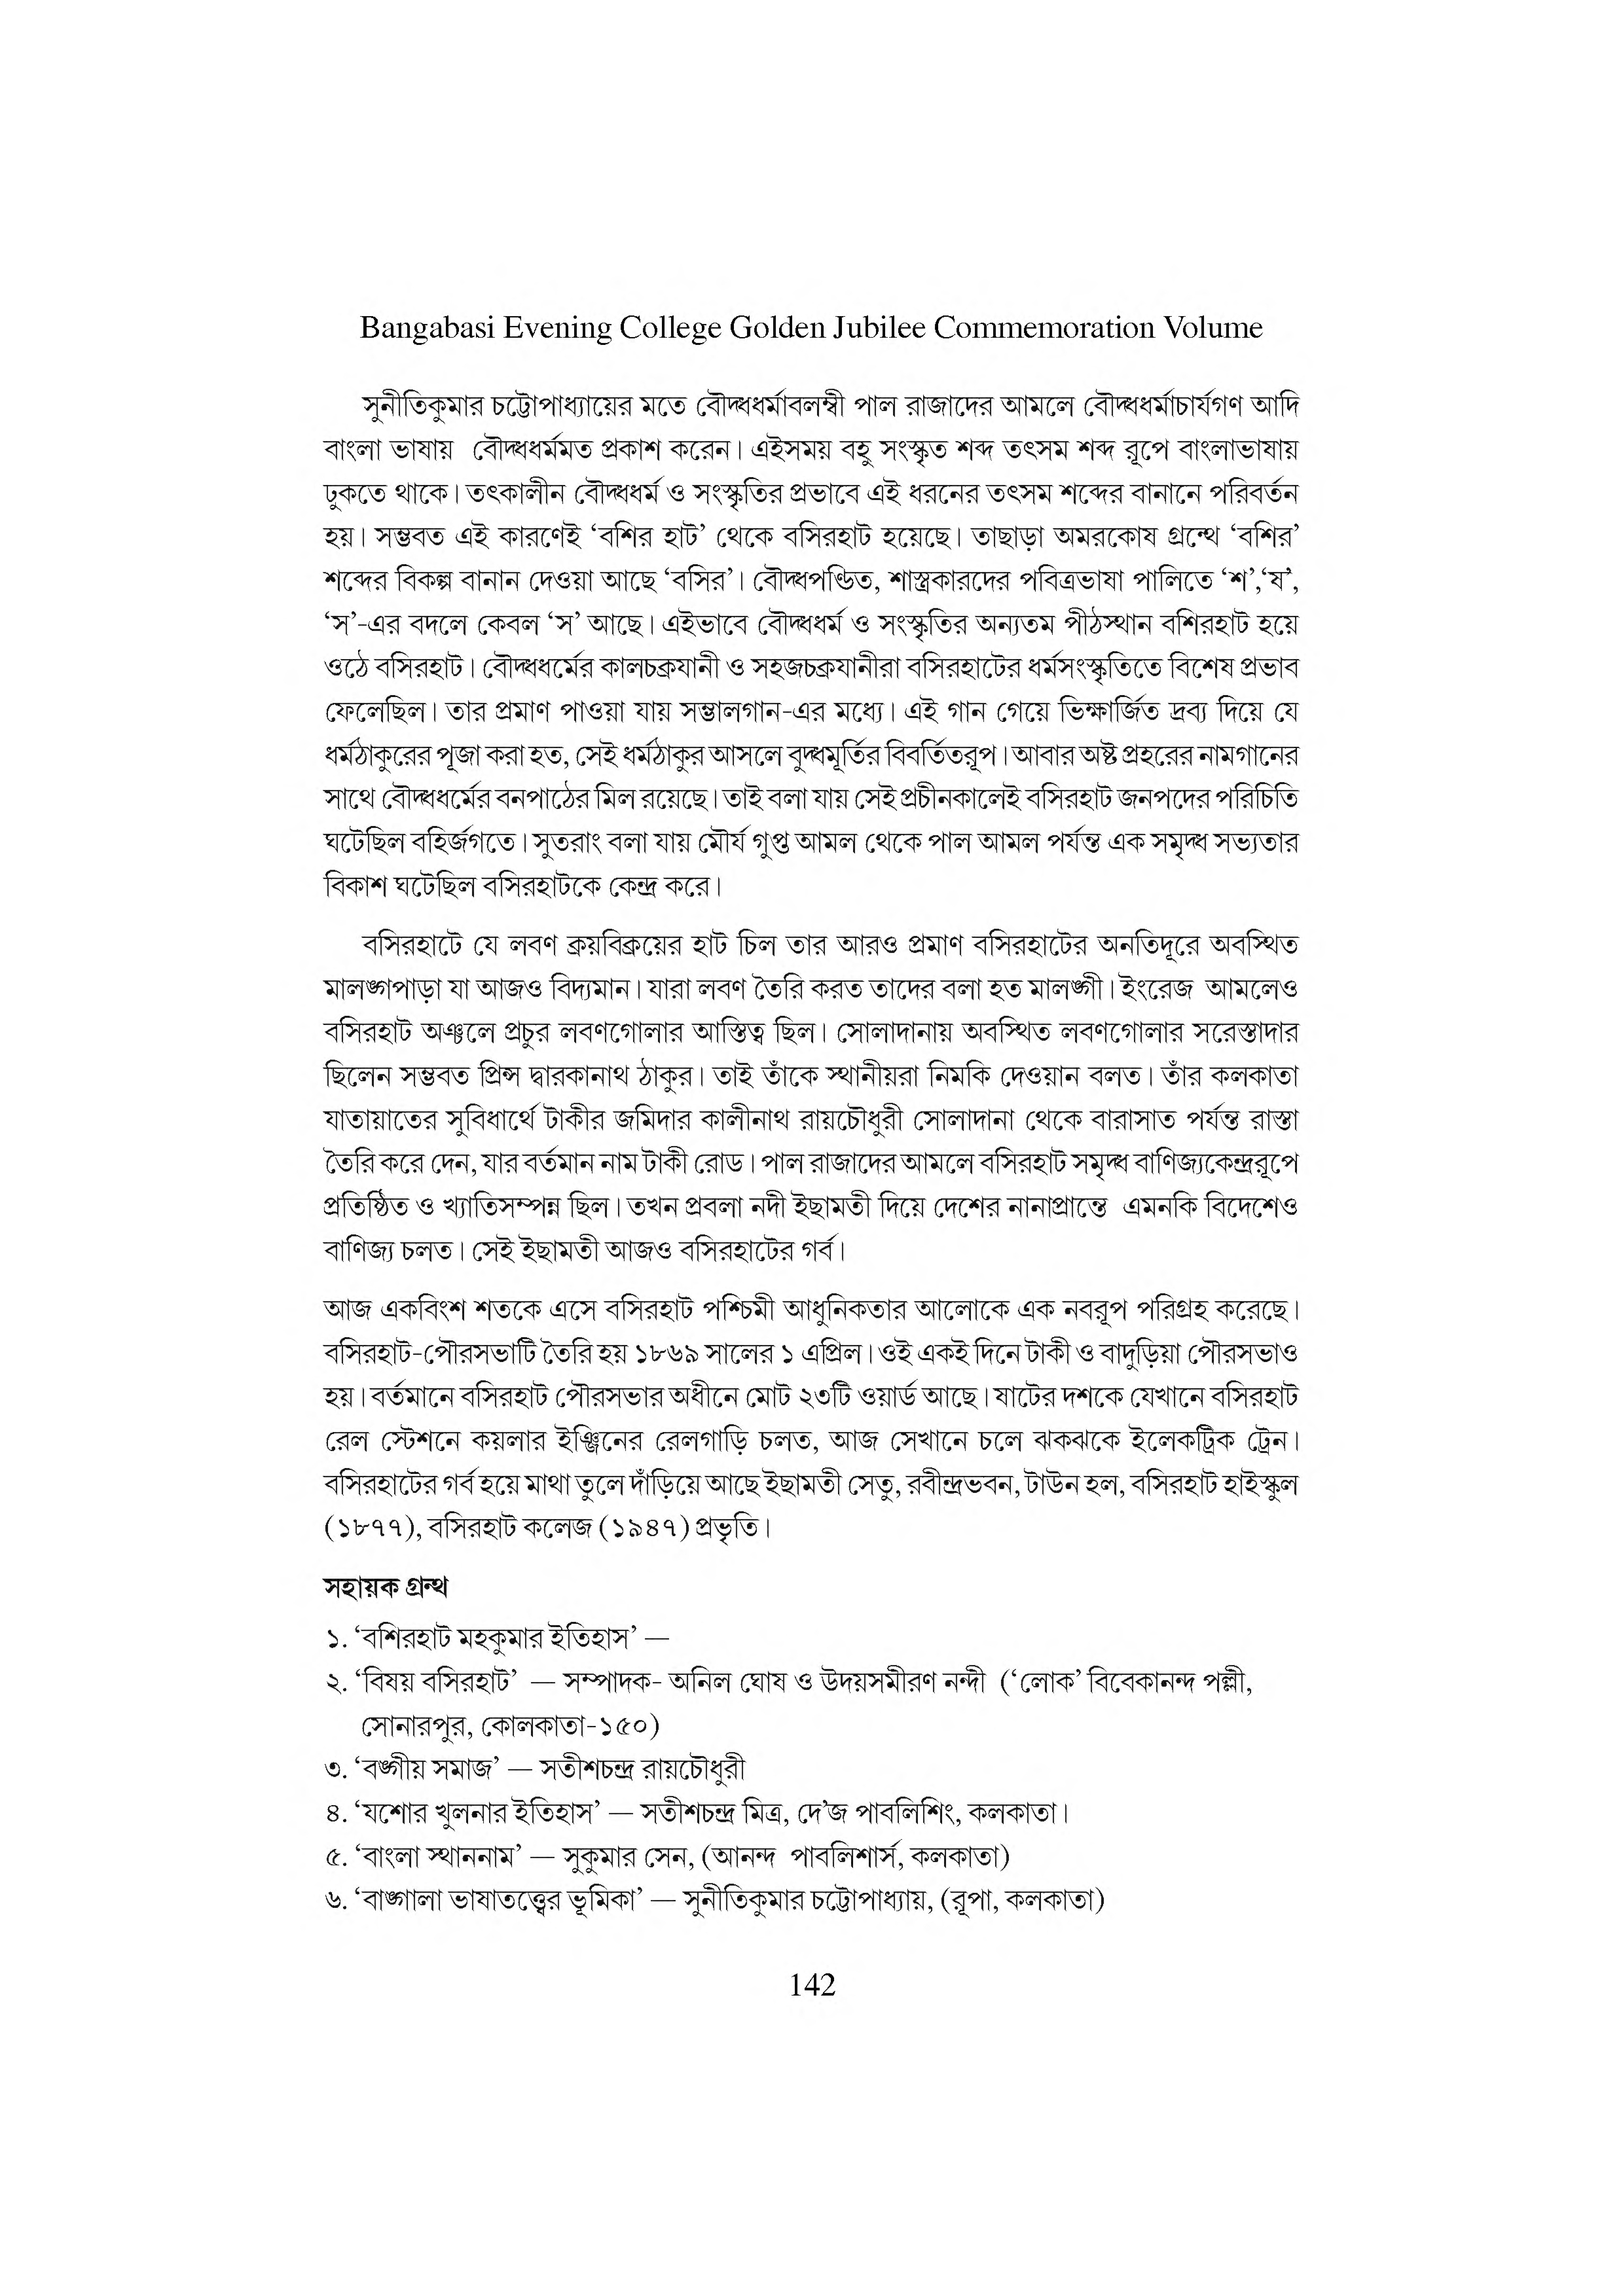 Bangabasi Evening College Golden Jubilee Commemoration Volume
সুনীতিকুমার চট্টোপাধ্যায়ের মতে বৌদ্ধধর্মাবলম্বী পাল রাজাদের আমলে বৌদ্ধধর্মাচার্যগণ আদি
বাংলা ভাষায় বৌদ্ধধর্মমত প্রকাশ করেন। এইসময় বহু সংস্কৃত শব্দ তৎসম শব্দ রূপে বাংলাভাষায়
ঢুকতে থাকে। তৎকালীন বৌদ্ধধর্ম ও সংস্কৃতির প্রভাবে এই ধরনের তৎসম শব্দের বানানে পরিবর্তন
হয়। সম্ভবত এই কারণেই ‘বশির হাট’ থেকে বসিরহাট হয়েছে। তাছাড়া অমরকোষ গ্রন্থে ‘বশির’
শব্দের বিকল্প বানান দেওয়া আছে ‘বসির’। বৌদ্ধপণ্ডিত, শাস্ত্রকারদের পবিত্রভাষা পালিতে ‘শ’,‘ষ’,
‘স’-এর বদলে কেবল ‘স’ আছে। এইভাবে বৌদ্ধধর্ম ও সংস্কৃতির অন্যতম পীঠস্থান বশিরহাট হয়ে
ওঠে বসিরহাট। বৌদ্ধধর্মের কালচক্রযানী ও সহজচক্রযানীরা বসিরহাটের ধর্মসংস্কৃতিতে বিশেষ প্রভাব
ফেলেছিল। তার প্রমাণ পাওয়া যায় সম্ভালগান-এর মধ্যে। এই গান গেয়ে ভিক্ষার্জিত দ্রব্য দিয়ে যে
ধর্মঠাকুরের পূজা করা হত, সেই ধর্মঠাকুর আসলে বুদ্ধমূর্তির বিবর্তিতরূপ। আবার অষ্ট প্রহরের নামগানের
সাথে বৌদ্ধধর্মের বনপাঠের মিল রয়েছে। তাই বলা যায় সেই প্রচীনকালেই বসিরহাট জনপদের পরিচিতি
ঘটেছিল বহির্জগতে। সুতরাং বলা যায় মৌর্য গুপ্ত আমল থেকে পাল আমল পর্যন্ত এক সমৃদ্ধ সভ্যতার
বিকাশ ঘটেছিল বসিরহাটকে কেন্দ্র করে।
বসিরহাটে যে লবণ ক্রয়বিক্রয়ের হাট চিল তার আরও প্রমাণ বসিরহাটের অনতিদূরে অবস্থিত
মালঙ্গপাড়া যা আজও বিদ্যমান। যারা লবণ তৈরি করত তাদের বলা হত মালঙ্গী। ইংরেজ আমলেও
বসিরহাট অঞ্চলে প্রচুর লবণগোলার আস্তিত্ব ছিল। সোলাদানায় অবস্থিত লবণগোলার সরেস্তাদার
ছিলেন সম্ভবত প্রিন্স দ্বারকানাথ ঠাকুর। তাই তাঁকে স্থানীয়রা নিমকি দেওয়ান বলত। তাঁর কলকাতা
যাতায়াতের সুবিধার্থে টাকীর জমিদার কালীনাথ রায়চৌধুরী সোলাদানা থেকে বারাসাত পর্যন্ত রাস্তা
তৈরি করে দেন, যার বর্তমান নাম টাকী রোড। পাল রাজাদের আমলে বসিরহাট সমৃদ্ধ বাণিজ্যকেন্দ্ররূপে
প্রতিষ্ঠিত ও খ্যাতিসম্পন্ন ছিল। তখন প্রবলা নদী ইছামতী দিয়ে দেশের নানাপ্রান্তে এমনকি বিদেশেও
বাণিজ্য চলত। সেই ইছামতী আজও বসিরহাটের গর্ব।
আজ একবিংশ শতকে এসে বসিরহাট পশ্চিমী আধুনিকতার আলোকে এক নবরূপ পরিগ্রহ করেছে।
বসিরহাট-পৌরসভাটি তৈরি হয় ১৮৬৯ সালের ১ এপ্রিল। ওই একই দিনে টাকী ও বাদুড়িয়া পৌরসভাও
হয়। বর্তমানে বসিরহাট পৌরসভার অধীনে মোট ২৩টি ওয়ার্ড আছে। ষাটের দশকে যেখানে বসিরহাট
রেল স্টেশনে কয়লার ইঞ্জিনের রেলগাড়ি চলত, আজ সেখানে চলে ঝকঝকে ইলেকট্রিক ট্রেন।
বসিরহাটের গর্ব হয়ে মাথা তুলে দাঁড়িয়ে আছে ইছামতী সেতু, রবীন্দ্রভবন, টাউন হল, বসিরহাট হাইস্কুল
(১৮৭৭), বসিরহাট কলেজ (১৯৪৭) প্রভৃতি।
সহায়ক গ্রন্থ
১. ‘বশিরহাট মহকুমার ইতিহাস’ —
২. ‘বিষয় বসিরহাট’ — সম্পাদক- অনিল ঘোষ ও উদয়সমীরণ নন্দী (‘লোক’ বিবেকানন্দ পল্লী,
সোনারপুর, কোলকাতা-১৫০)
৩. ‘বঙ্গীয় সমাজ’ — সতীশচন্দ্র রায়চৌধুরী
৪. ‘যশোর খুলনার ইতিহাস’ — সতীশচন্দ্র মিত্র, দে’জ পাবলিশিং, কলকাতা।
৫. ‘বাংলা স্থাননাম’ — সুকুমার সেন, (আনন্দ পাবলিশার্স, কলকাতা)
৬. ‘বাঙ্গালা ভাষাতত্ত্বের ভূমিকা’ — সুনীতিকুমার চট্টোপাধ্যায়, (রূপা, কলকাতা)
142